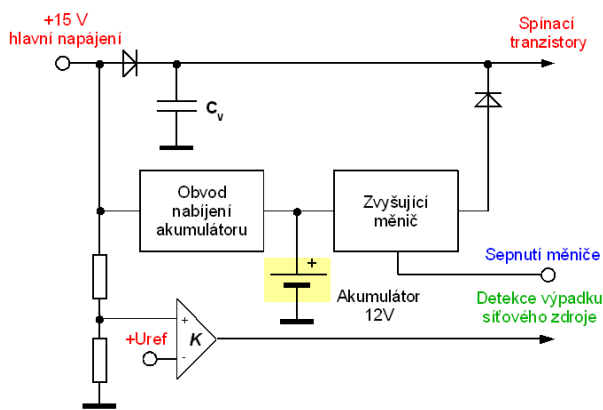 +15 V
hlavní napájení
Spínací
tranzistory
Cv
Obvod
nabíjení
akumulátoru
Zvyšující
měnič
+
Akumulátor
12V
Sepnutí měniče
Detekce výpadku
síťového zdroje
+Uref
+
-
K